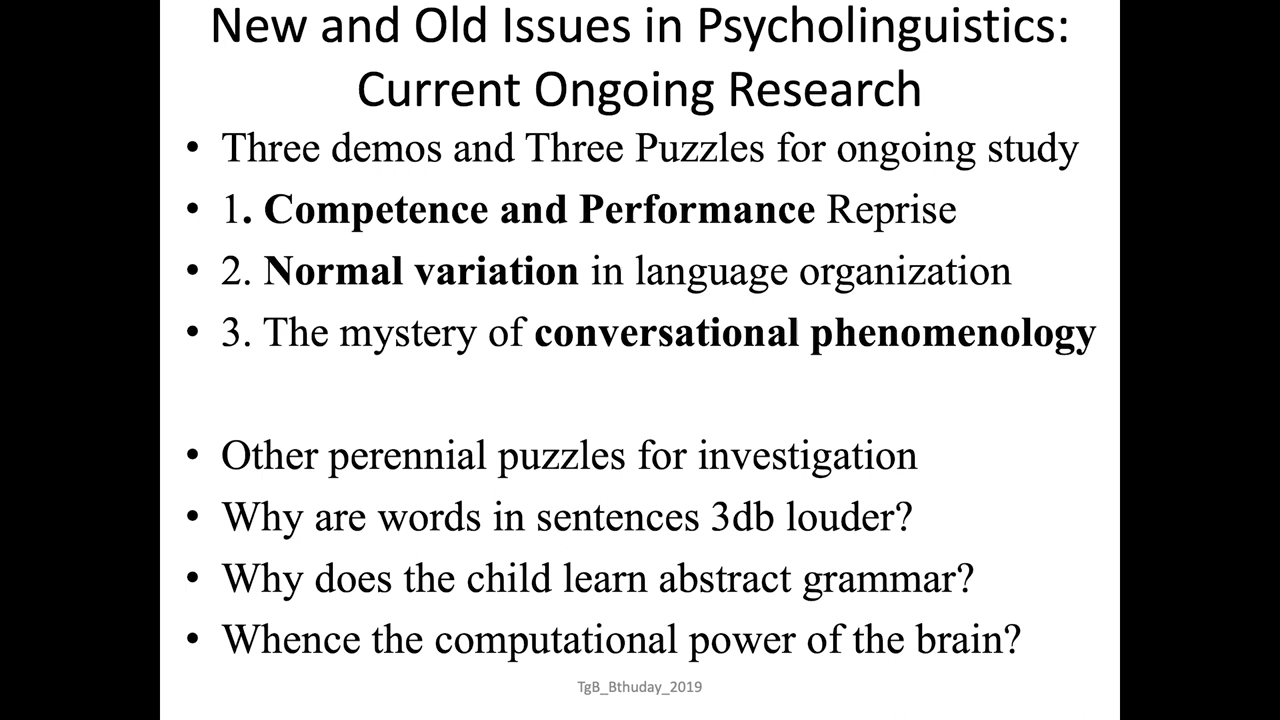 New and Old Issues in Psycholinguistics:
Current Ongoing Research
• Three demos and Three Puzzles for ongoing study
• 1. Competence and Performance Reprise
• 2. Normal variation in language organization
• 3. The mystery of conversational phenomenology
• Other perennial puzzles for investigation
• Why are words in sentences 3db louder?
• Why does the child learn abstract grammar?
• Whence the computational power of the brain?
TgB_Bthuday_2019